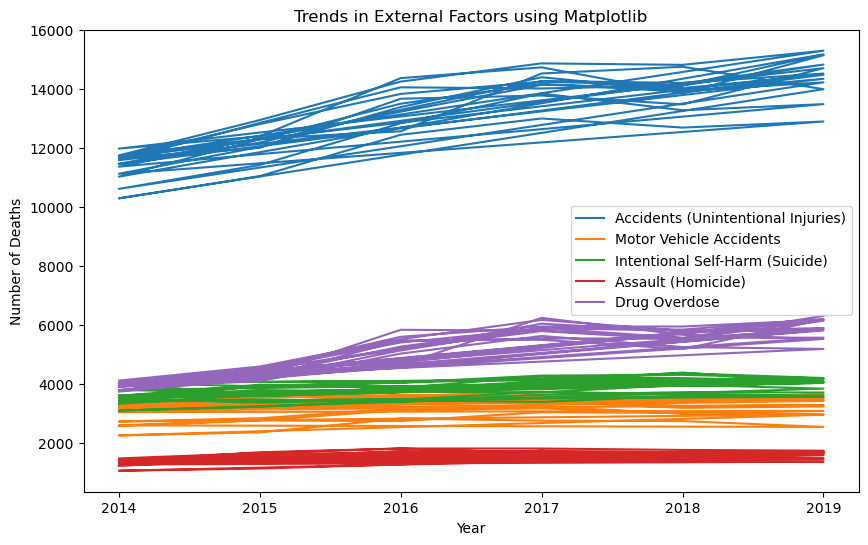 Trends in External Factors using Matplotlib
16000
14000
12000
10000
8000
6000
4000
2000
Number of Deaths
Accidents (Unintentional Injuries)
Motor Vehicle Accidents
Intentional Self-Harm (Suicide)
Assault (Homicide)
Drug Overdose
2014 2015 2016 2017 2018 2019
Year